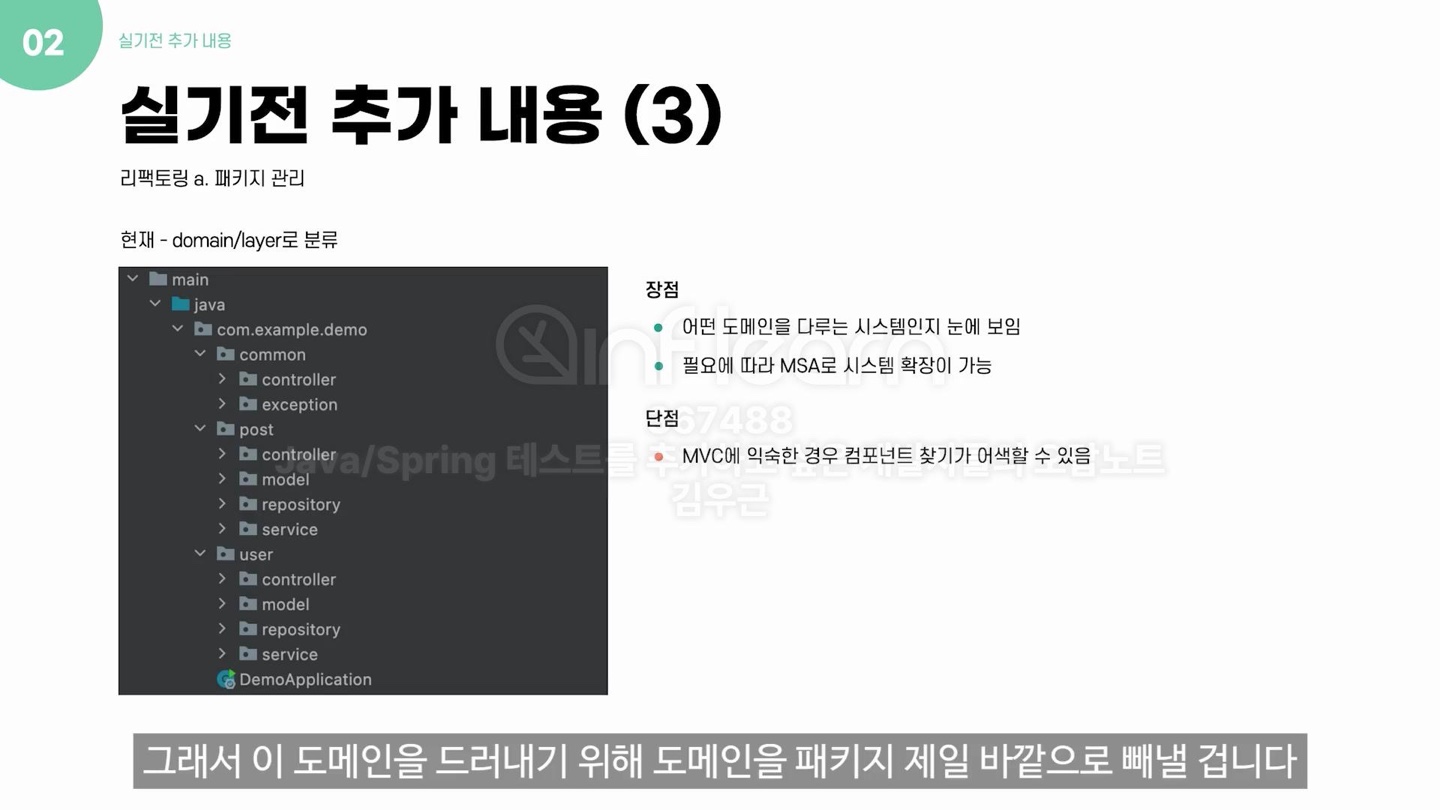 02
실기전 추가 내용
실기전 추가 내용 (3)
리팩토링 a. 패키지 관리
현재 - domain/layer로 분류
main
java
com.example.demo
common
controller
exception
post
controller
model
repository
service
user
controller
model
repository
service
DemoApplication
장점
어떤 도메인을 다루는 시스템인지 눈에 보임
필요에 따라 MSA로 시스템 확장이 가능
단점
MVC에 익숙한 경우 컴포넌트 찾기가 어색할 수 있음
inflearn
67488
Java/Spring 테스트를
김우근
그래서 이 도메인을 드러내기 위해 도메인을 패키지 제일 바깥으로 빼낼 겁니다